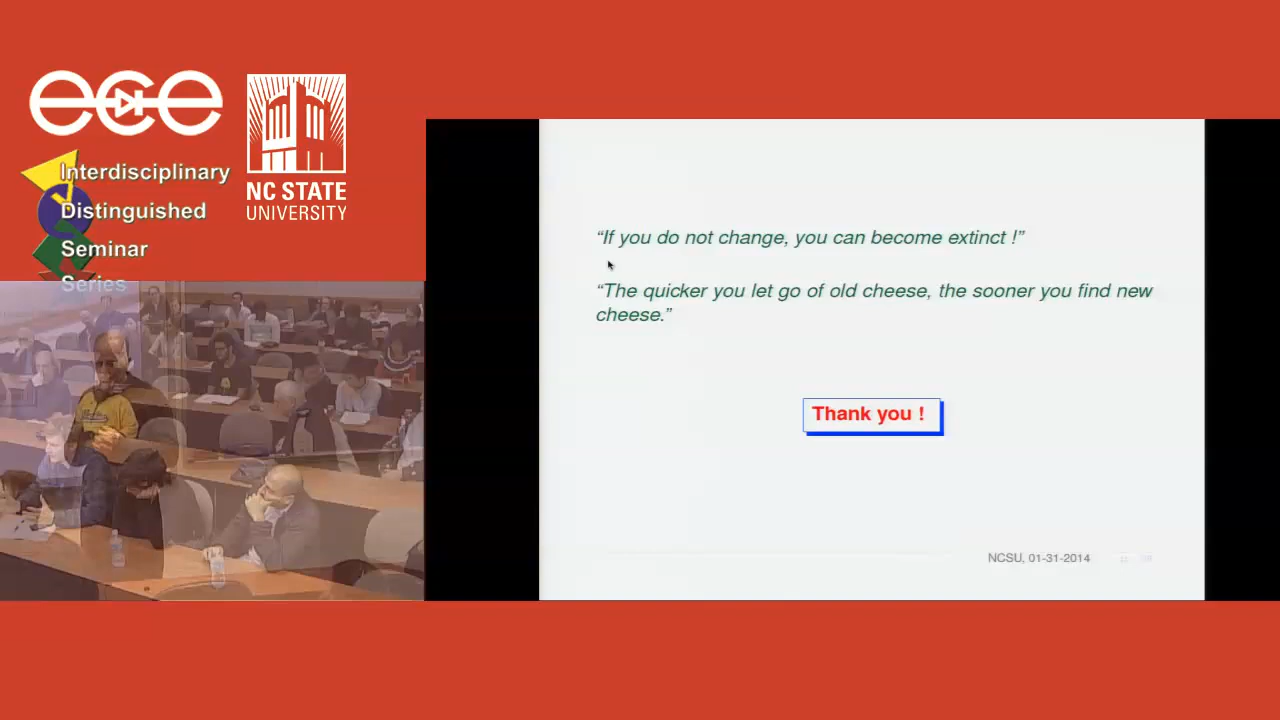 ece
Interdisciplinary
Distinguished
Seminar
Series
NC STATE
UNIVERSITY
“If you do not change, you can become extinct !”
“The quicker you let go of old cheese, the sooner you find new
cheese.”
Thank you !
NCSU, 01-31-2014